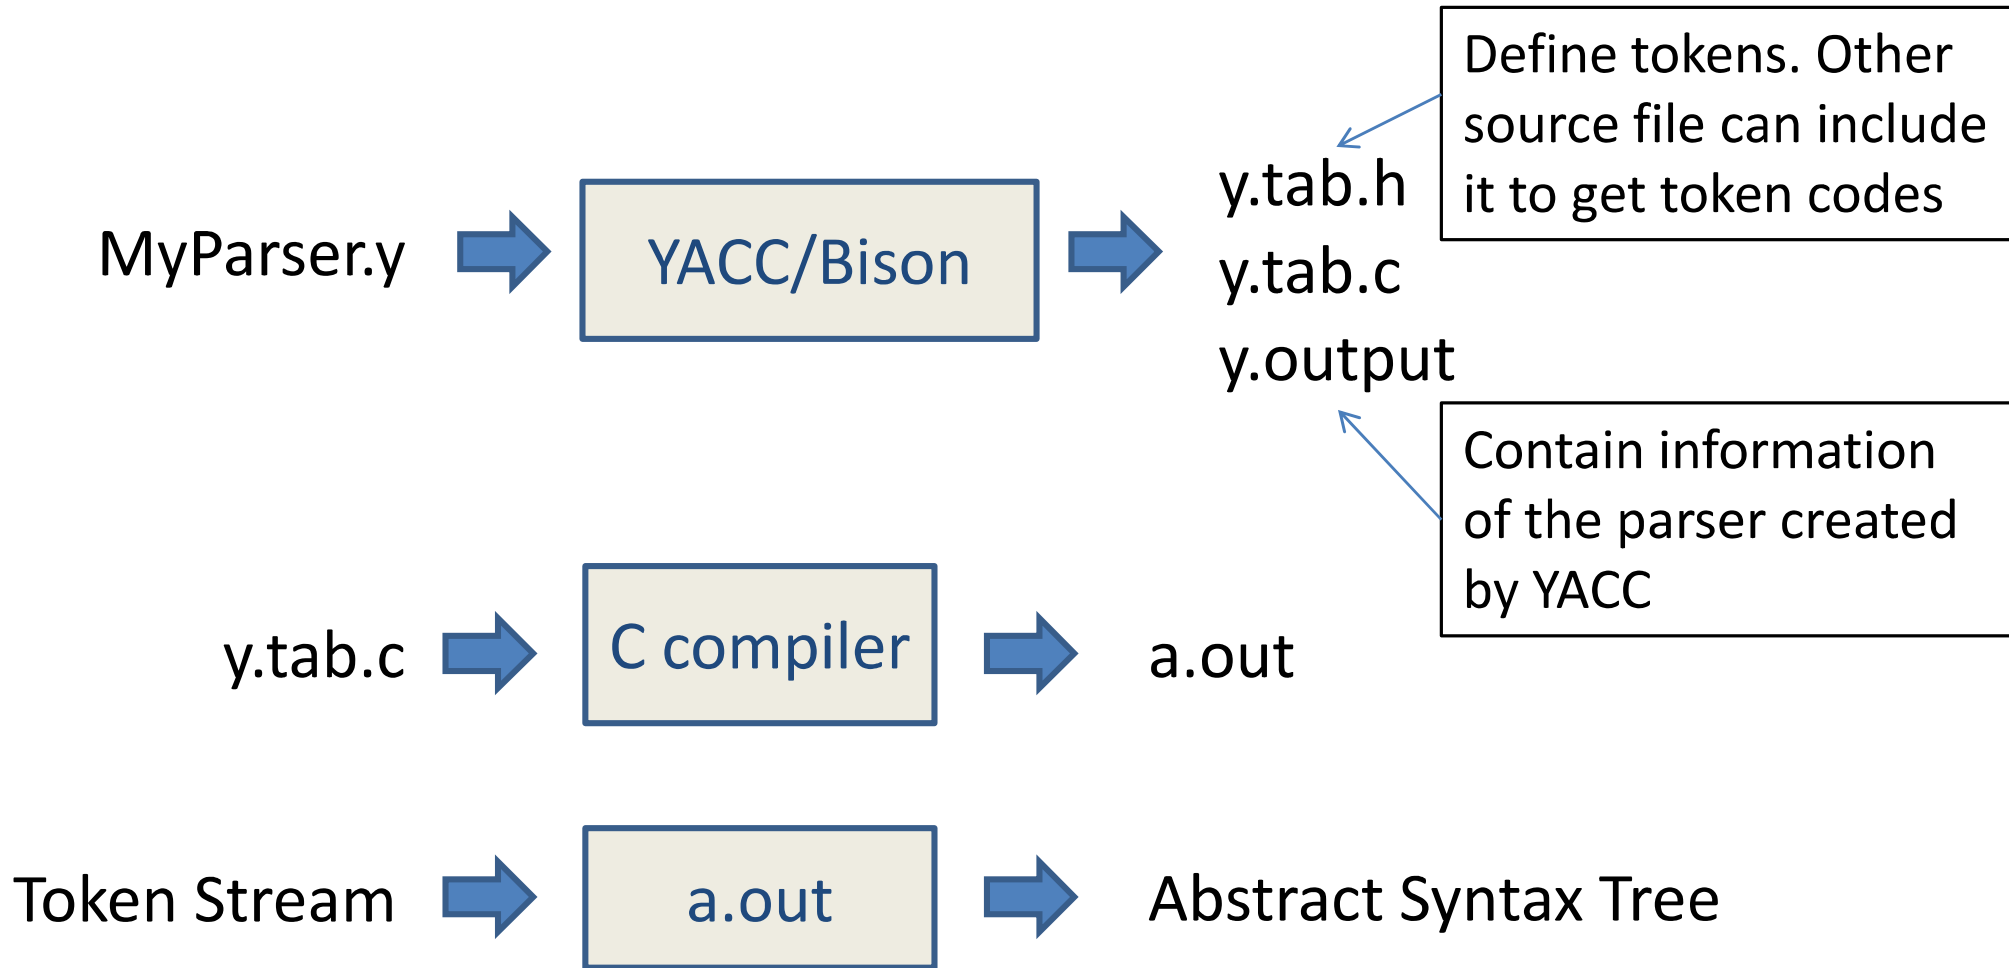 Define tokens. Other
source file can include
it to get token codes
MyParser.y
YACC/Bison
y.tab.h
y.tab.c
y.output
Contain information
of the parser created
by YACC
y.tab.c
C compiler
a.out
Token Stream
a.out
Abstract Syntax Tree